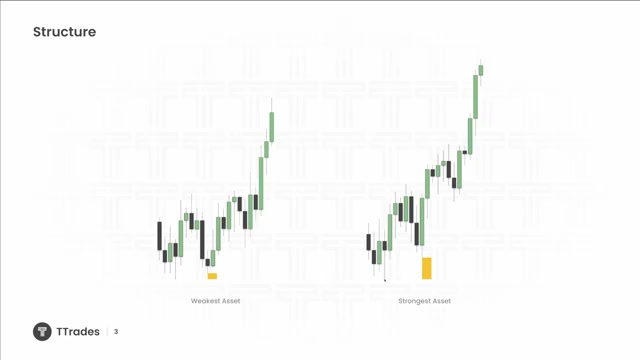 Structure
Weakest Asset
Strongest Asset
TTrades
3